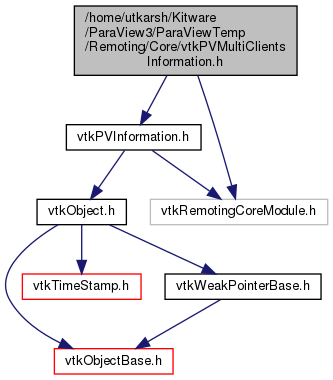 /home/utkarsh/Kitware
/ParaView3/ParaViewTemp
/Remoting/Core/vtkPVMultiClients
Information.h
vtkPVInformation.h
vtkObject.h
vtkRemotingCoreModule.h
vtkTimeStamp.h
vtkWeakPointerBase.h
vtkObjectBase.h